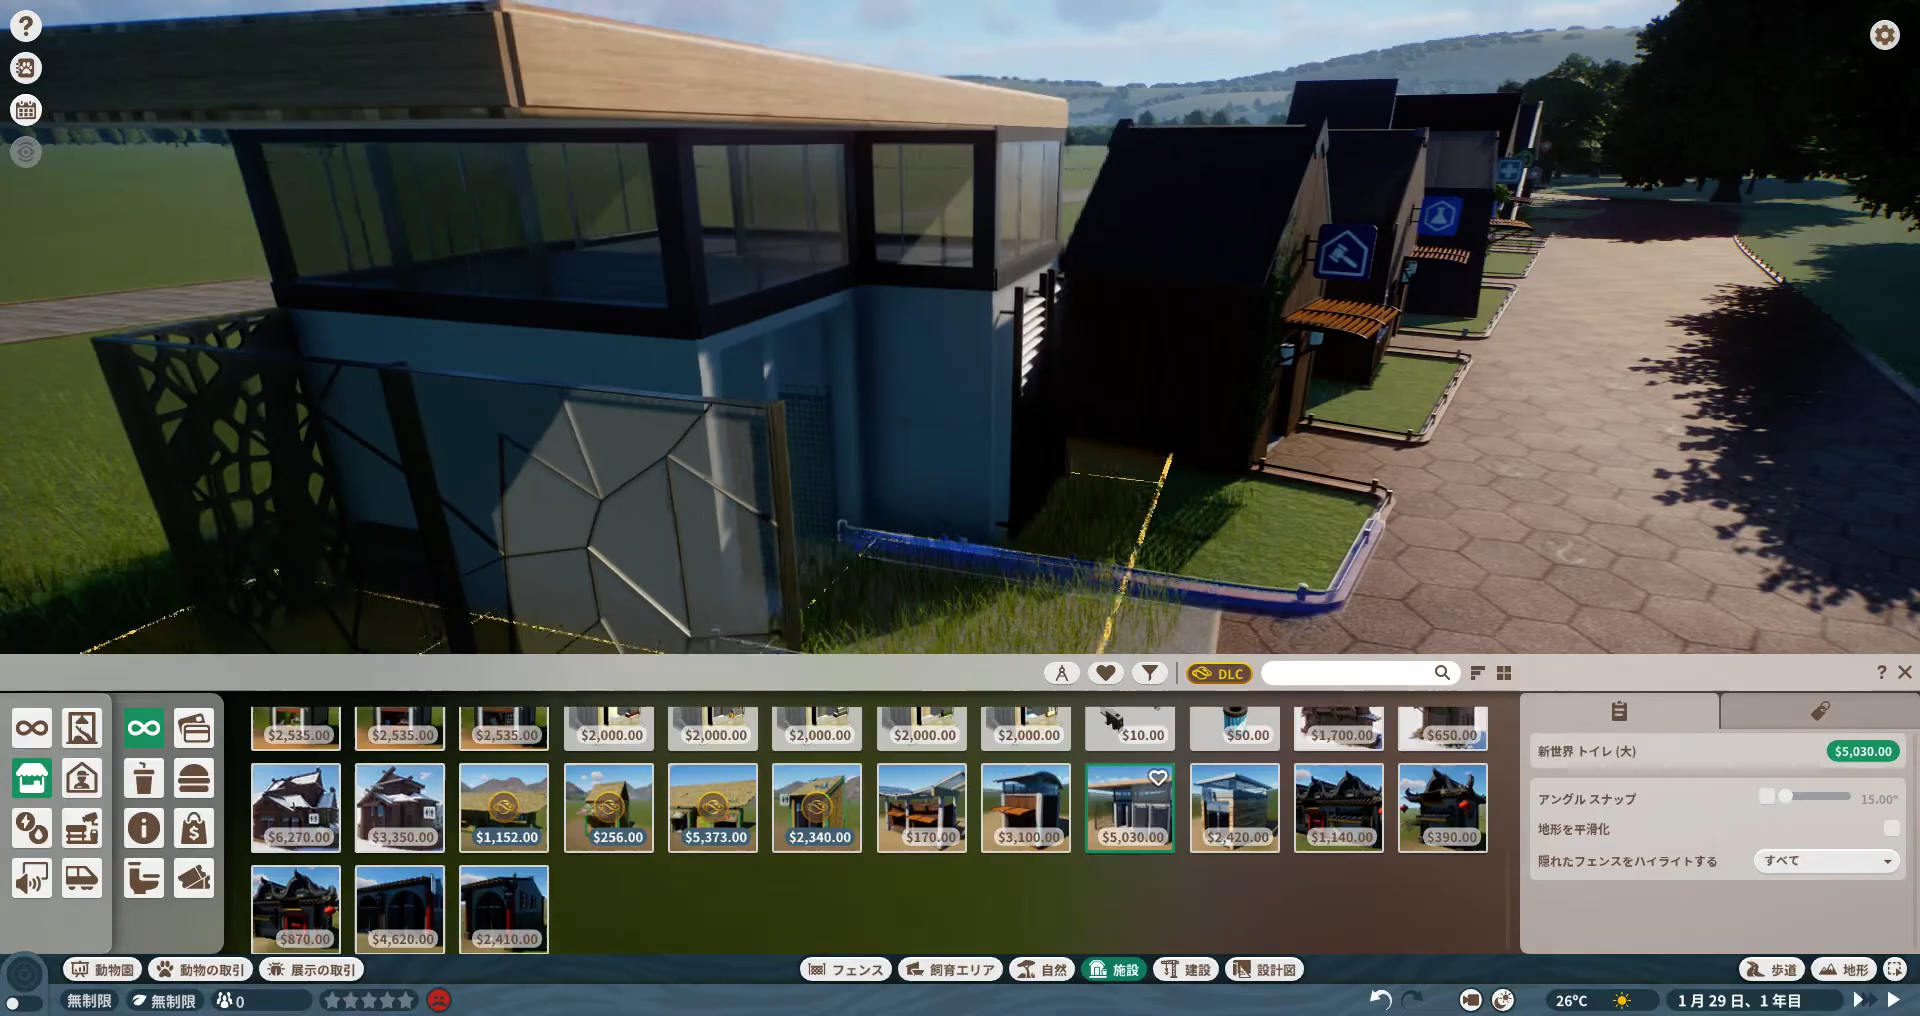 DLC
$2,535.00 $2,535.00 $2,535.00 $2,000.00 $2,000.00 $2,000.00 $2,000.00 $2,000.00 $10.00 $50.00 $1,700.00 $650.00
$6,270.00 $3,350.00 $1,152.00 $256.00 $5,373.00 $2,340.00 $170.00 $3,100.00 $5,030.00 $2,420.00 $1,140.00 $390.00
$870.00 $4,620.00 $2,410.00
新世界 トイレ (大) $5,030.00
アングル スナップ 15.00°
地形を平滑化
隠れたフェンスをハイライトする すべて
動物園 動物の取引 展示の取引 フェンス 飼育エリア 自然 施設 建設 設計図 歩道 地形
無制限 無制限 0 26°C 1 月 29 日、1 年目